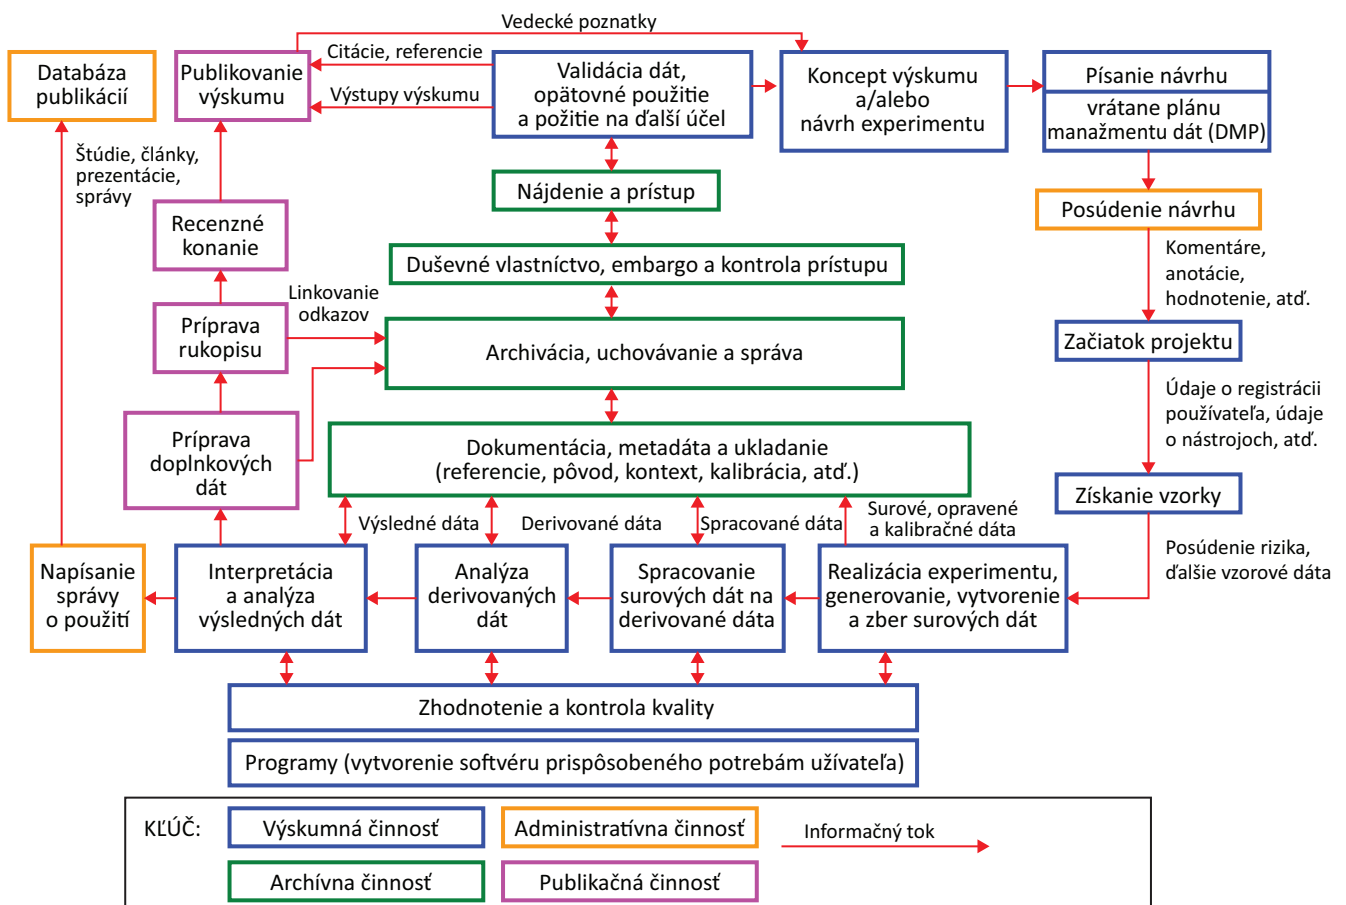 Vedecké poznatky
Databáza
publikácií
Publikovanie
výskumu
Citácie, referencie
Výstupy výskumu
Validácia dát,
opätovné použitie
a požitie na ďalší účel
Koncept výskumu
a/alebo
návrh experimentu
Písanie návrhu
vrátane plánu
manažmentu dát (DMP)
Štúdie, články,
prezentácie,
správy
Nájdenie a prístup
Posúdenie návrhu
Recenzné
konanie
Duševné vlastníctvo, embargo a kontrola prístupu
Komentáre,
anotácie,
hodnotenie, atď.
Linkovanie
odkazov
Príprava
rukopisu
Archivácia, uchovávanie a správa
Začiatok projektu
Údaje o registrácii
používateľa, údaje
o nástrojoch, atď.
Príprava
doplnkových
dát
Dokumentácia, metadáta a ukladanie
(referencie, pôvod, kontext, kalibrácia, atď.)
Získanie vzorky
Výsledné dáta
Derivované dáta
Spracované dáta
Surové, opravené
a kalibračné dáta
Posúdenie rizika,
ďalšie vzorové dáta
Napísanie
správy
o použití
Interpretácia
a analýza
výsledných dát
Analýza
derivovaných
dát
Spracovanie
surových dát na
derivované dáta
Realizácia experimentu,
generovanie, vytvorenie
a zber surových dát
Zhodnotenie a kontrola kvality
Programy (vytvorenie softvéru prispôsobeného potrebám užívateľa)
KĽÚČ:
Výskumná činnosť
Administratívna činnosť
Informačný tok
Archívna činnosť
Publikačná činnosť